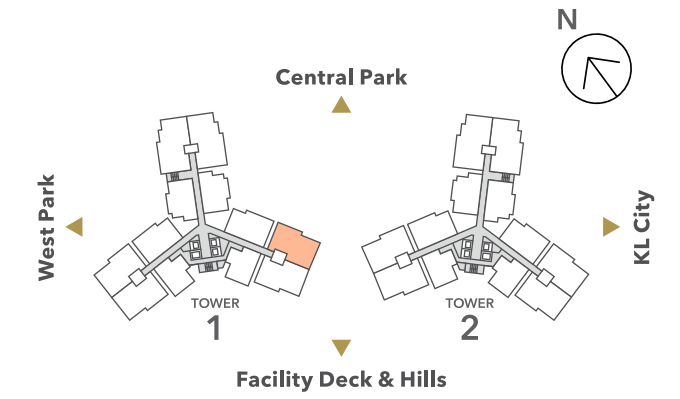 N
Central Park
West Park
KL City
TOWER
1
TOWER
2
Facility Deck & Hills